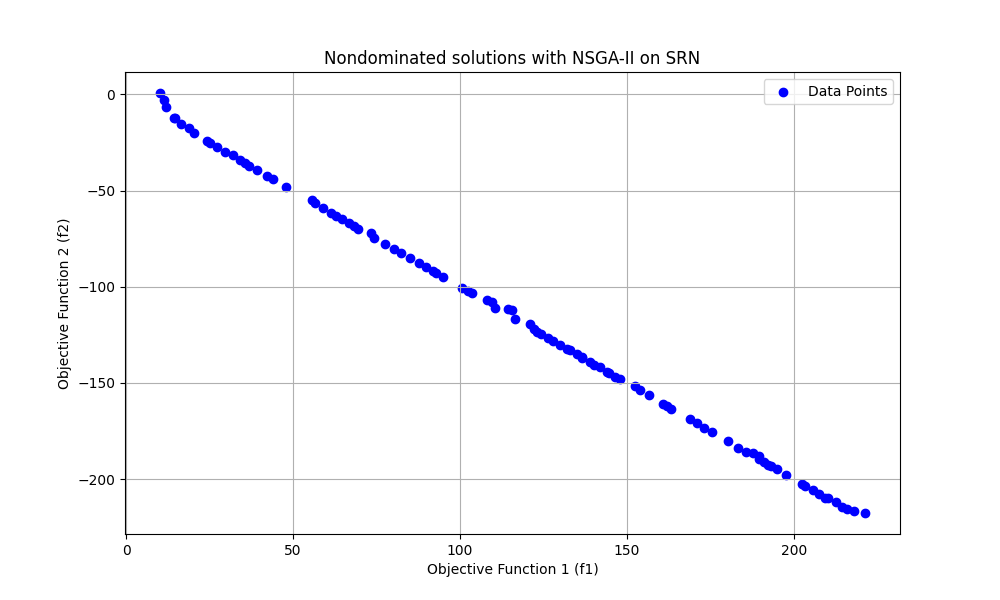 Nondominated solutions with NSGA-II on SRN
Data Points
0
−50
−100
−150
−200
Objective Function 2 (f2)
0
50
100
150
200
Objective Function 1 (f1)